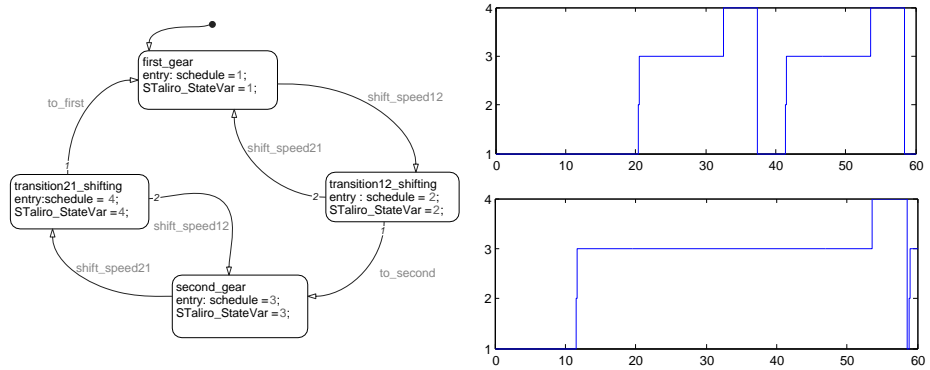 first_gear
entry: schedule =1;
STaliro_StateVar =1;
to_first
shift_speed12
shift_speed21
1
transition21_shifting
entry:schedule = 4;
STaliro_StateVar =4;
2
shift_speed12
2
transition12_shifting
entry : schedule = 2;
STaliro_StateVar =2;
1
shift_speed21
to_second
second_gear
entry: schedule =3;
STaliro_StateVar =3;
4
3
2
1
0 10 20 30 40 50 60
4
3
2
1
0 10 20 30 40 50 60